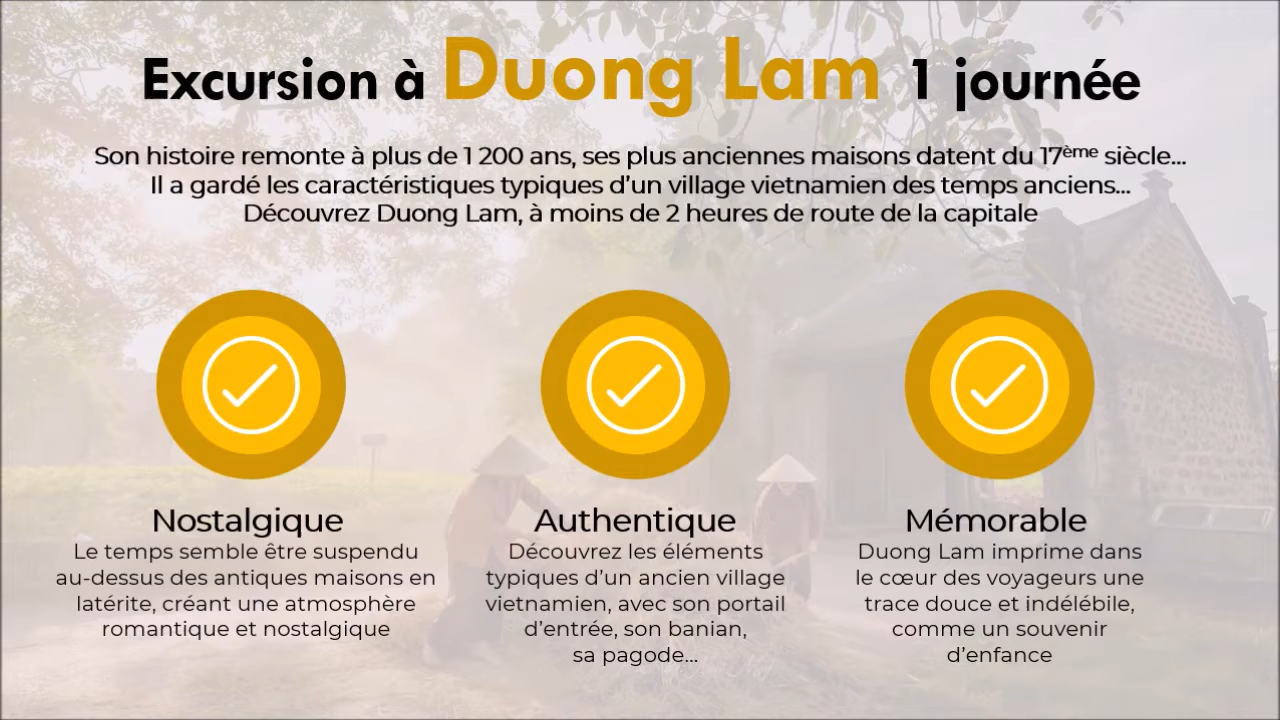 Excursion à Duong Lam 1 journée
Son histoire remonte à plus de 1 200 ans, ses plus anciennes maisons datent du 17ème siècle...
Il a gardé les caractéristiques typiques d'un village vietnamien des temps anciens...
Découvrez Duong Lam, à moins de 2 heures de route de la capitale
Nostalgique
Le temps semble être suspendu
au-dessus des antiques maisons en
latérite, créant une atmosphère
romantique et nostalgique
Authentique
Découvrez les éléments
typiques d'un ancien village
vietnamien, avec son portail
d'entrée, son banian,
sa pagode...
Mémorable
Duong Lam imprime dans
le cœur des voyageurs une
trace douce et indélébile,
comme un souvenir
d'enfance